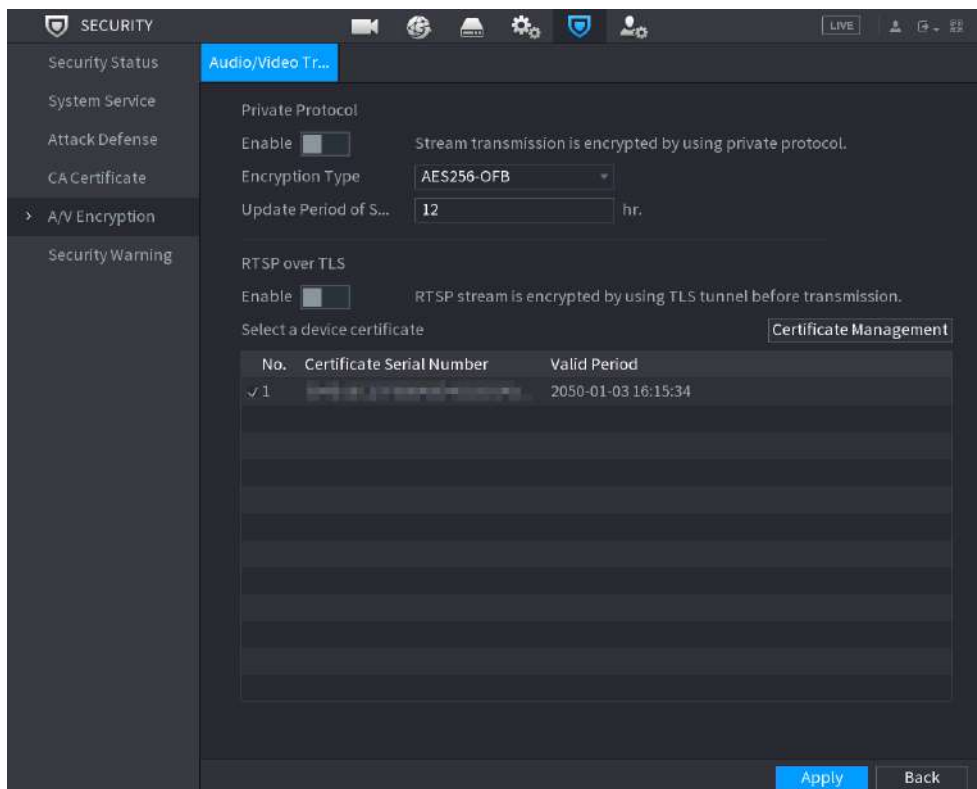 SECURITY
LIVE
Security Status
System Service
Attack Defense
CA Certificate
A/V Encryption
Security Warning
Audio/Video Tr...
Private Protocol
Enable Stream transmission is encrypted by using private protocol.
Encryption Type AES256-OFB
Update Period of S... 12 hr.
RTSP over TLS
Enable RTSP stream is encrypted by using TLS tunnel before transmission.
Select a device certificate Certificate Management
No. Certificate Serial Number Valid Period
1 2050-01-03 16:15:34
Apply Back